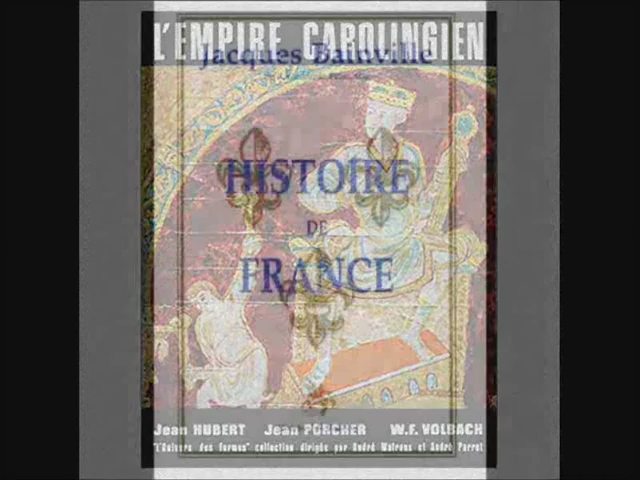 L'EMPIRE CAROLINGIEN
Jacques Bainville
HISTOIRE
DE
FRANCE
Jean HUBERT Jean PORCHER W.F. VOLBACH
"l'Univers des formes" collection dirigée par André Malraux et André Parrot